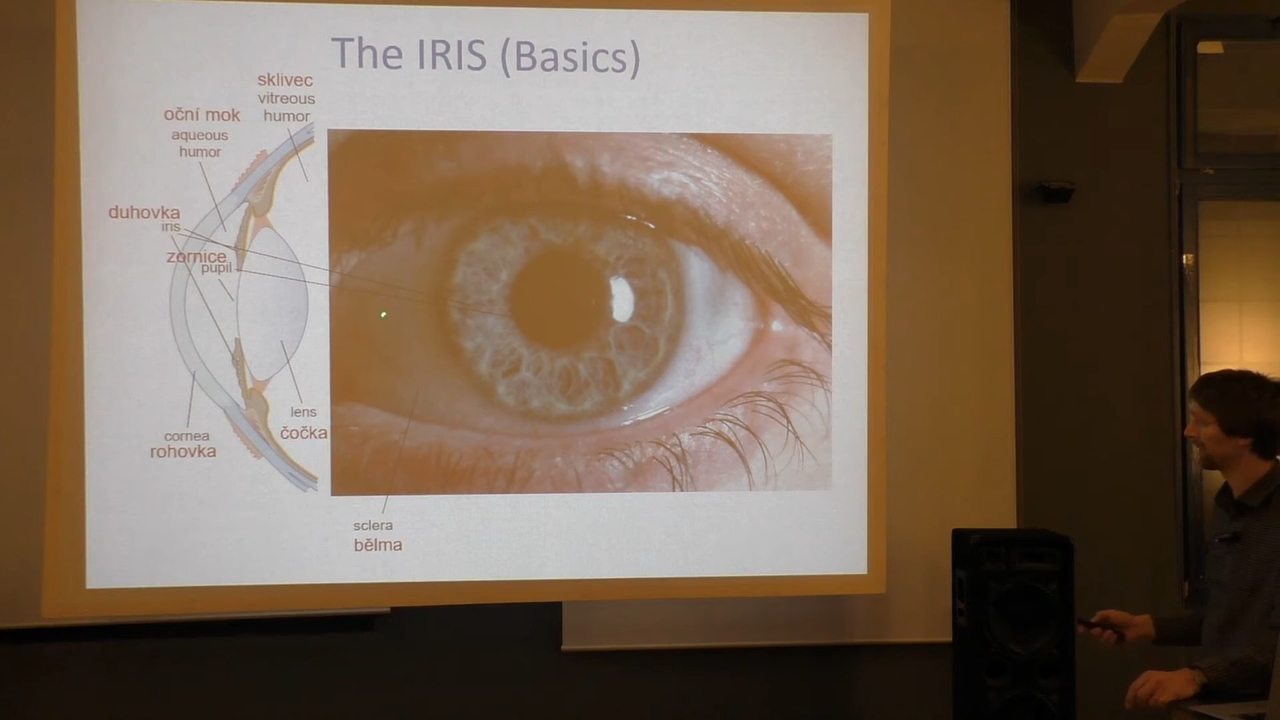 The IRIS (Basics)
sklivec
vitreous
humor
oční mok
aqueous
humor
duhovka
iris
zornice
pupil
lens
čočka
cornea
rohovka
sclera
bělma